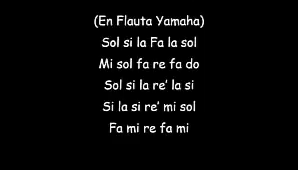 (En Flauta Yamaha)
Sol si la Fa la sol
Mi sol fa re fa do
Sol si la re’ la si
Si la si re’ mi sol
Fa mi re fa mi